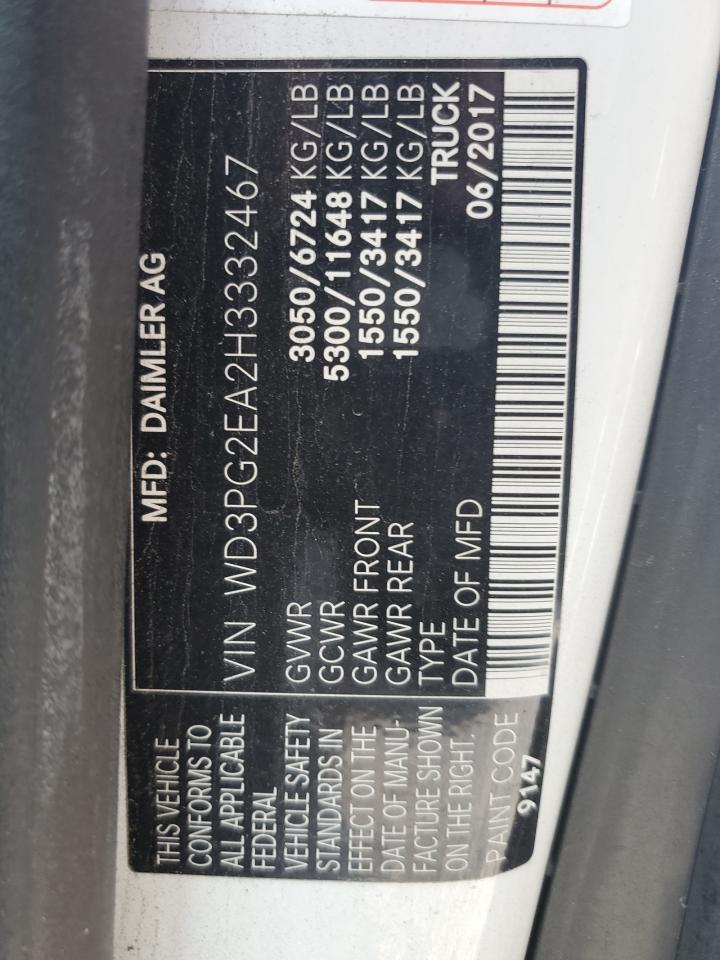 MFD: DAIMLER AG
VIN WD3PG2EA2H3332467
GVWR 3050/6724 KG/LB
GCWR 5300/11648 KG/LB
GAWR FRONT 1550/3417 KG/LB
GAWR REAR 1550/3417 KG/LB
TYPE TRUCK
DATE OF MFD 06/2017
THIS VEHICLE
CONFORMS TO
ALL APPLICABLE
FEDERAL
VEHICLE SAFETY
STANDARDS IN
EFFECT ON THE
DATE OF MANU-
FACTURE SHOWN
ON THE RIGHT.
PAINT CODE
9147